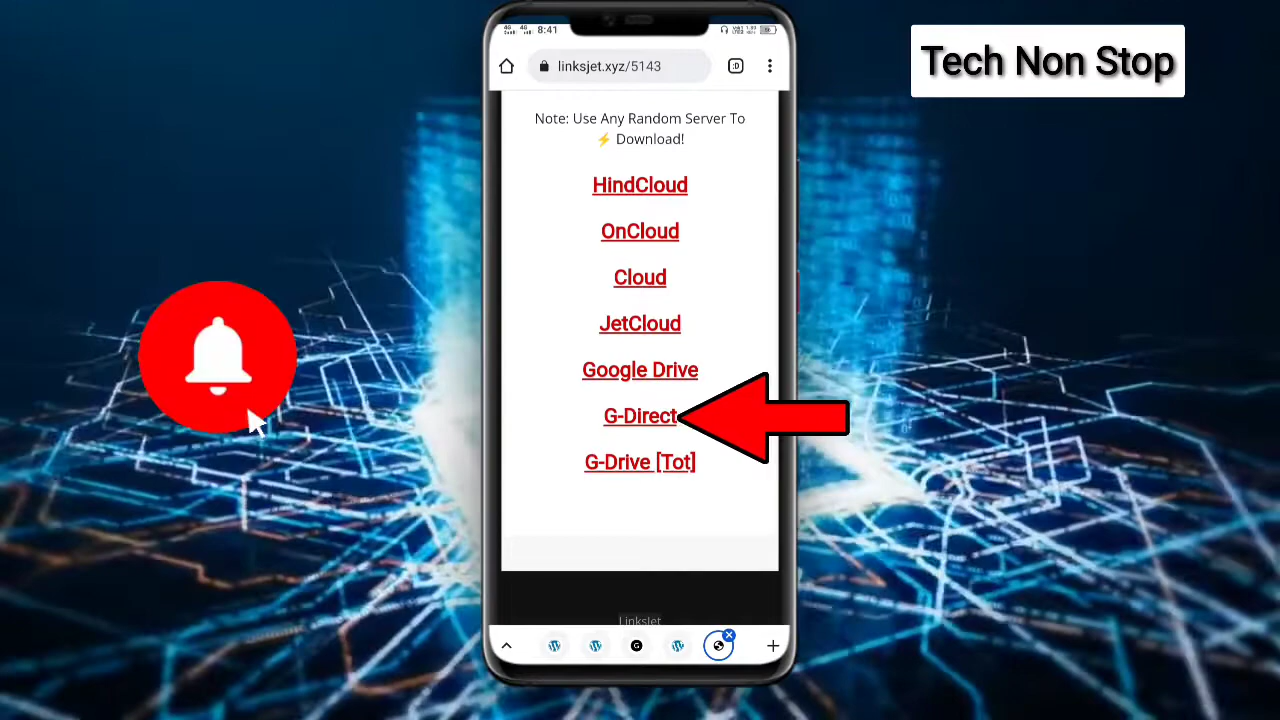 Tech Non Stop
8:41
linksjet.xyz/5143
:D
Note: Use Any Random Server To
⚡ Download!
HindCloud
OnCloud
Cloud
JetCloud
Google Drive
G-Direct
G-Drive [Tot]
LinksJet